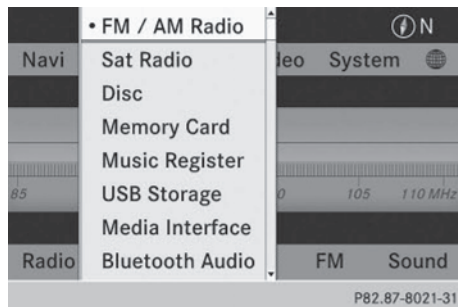 • FM / AM Radio
N
Navi
Sat Radio
System
Disc
Memory Card
Music Register
USB Storage
85
105
110 MHz
Media Interface
Radio
Bluetooth Audio
FM
Sound
P82.87-8021-31